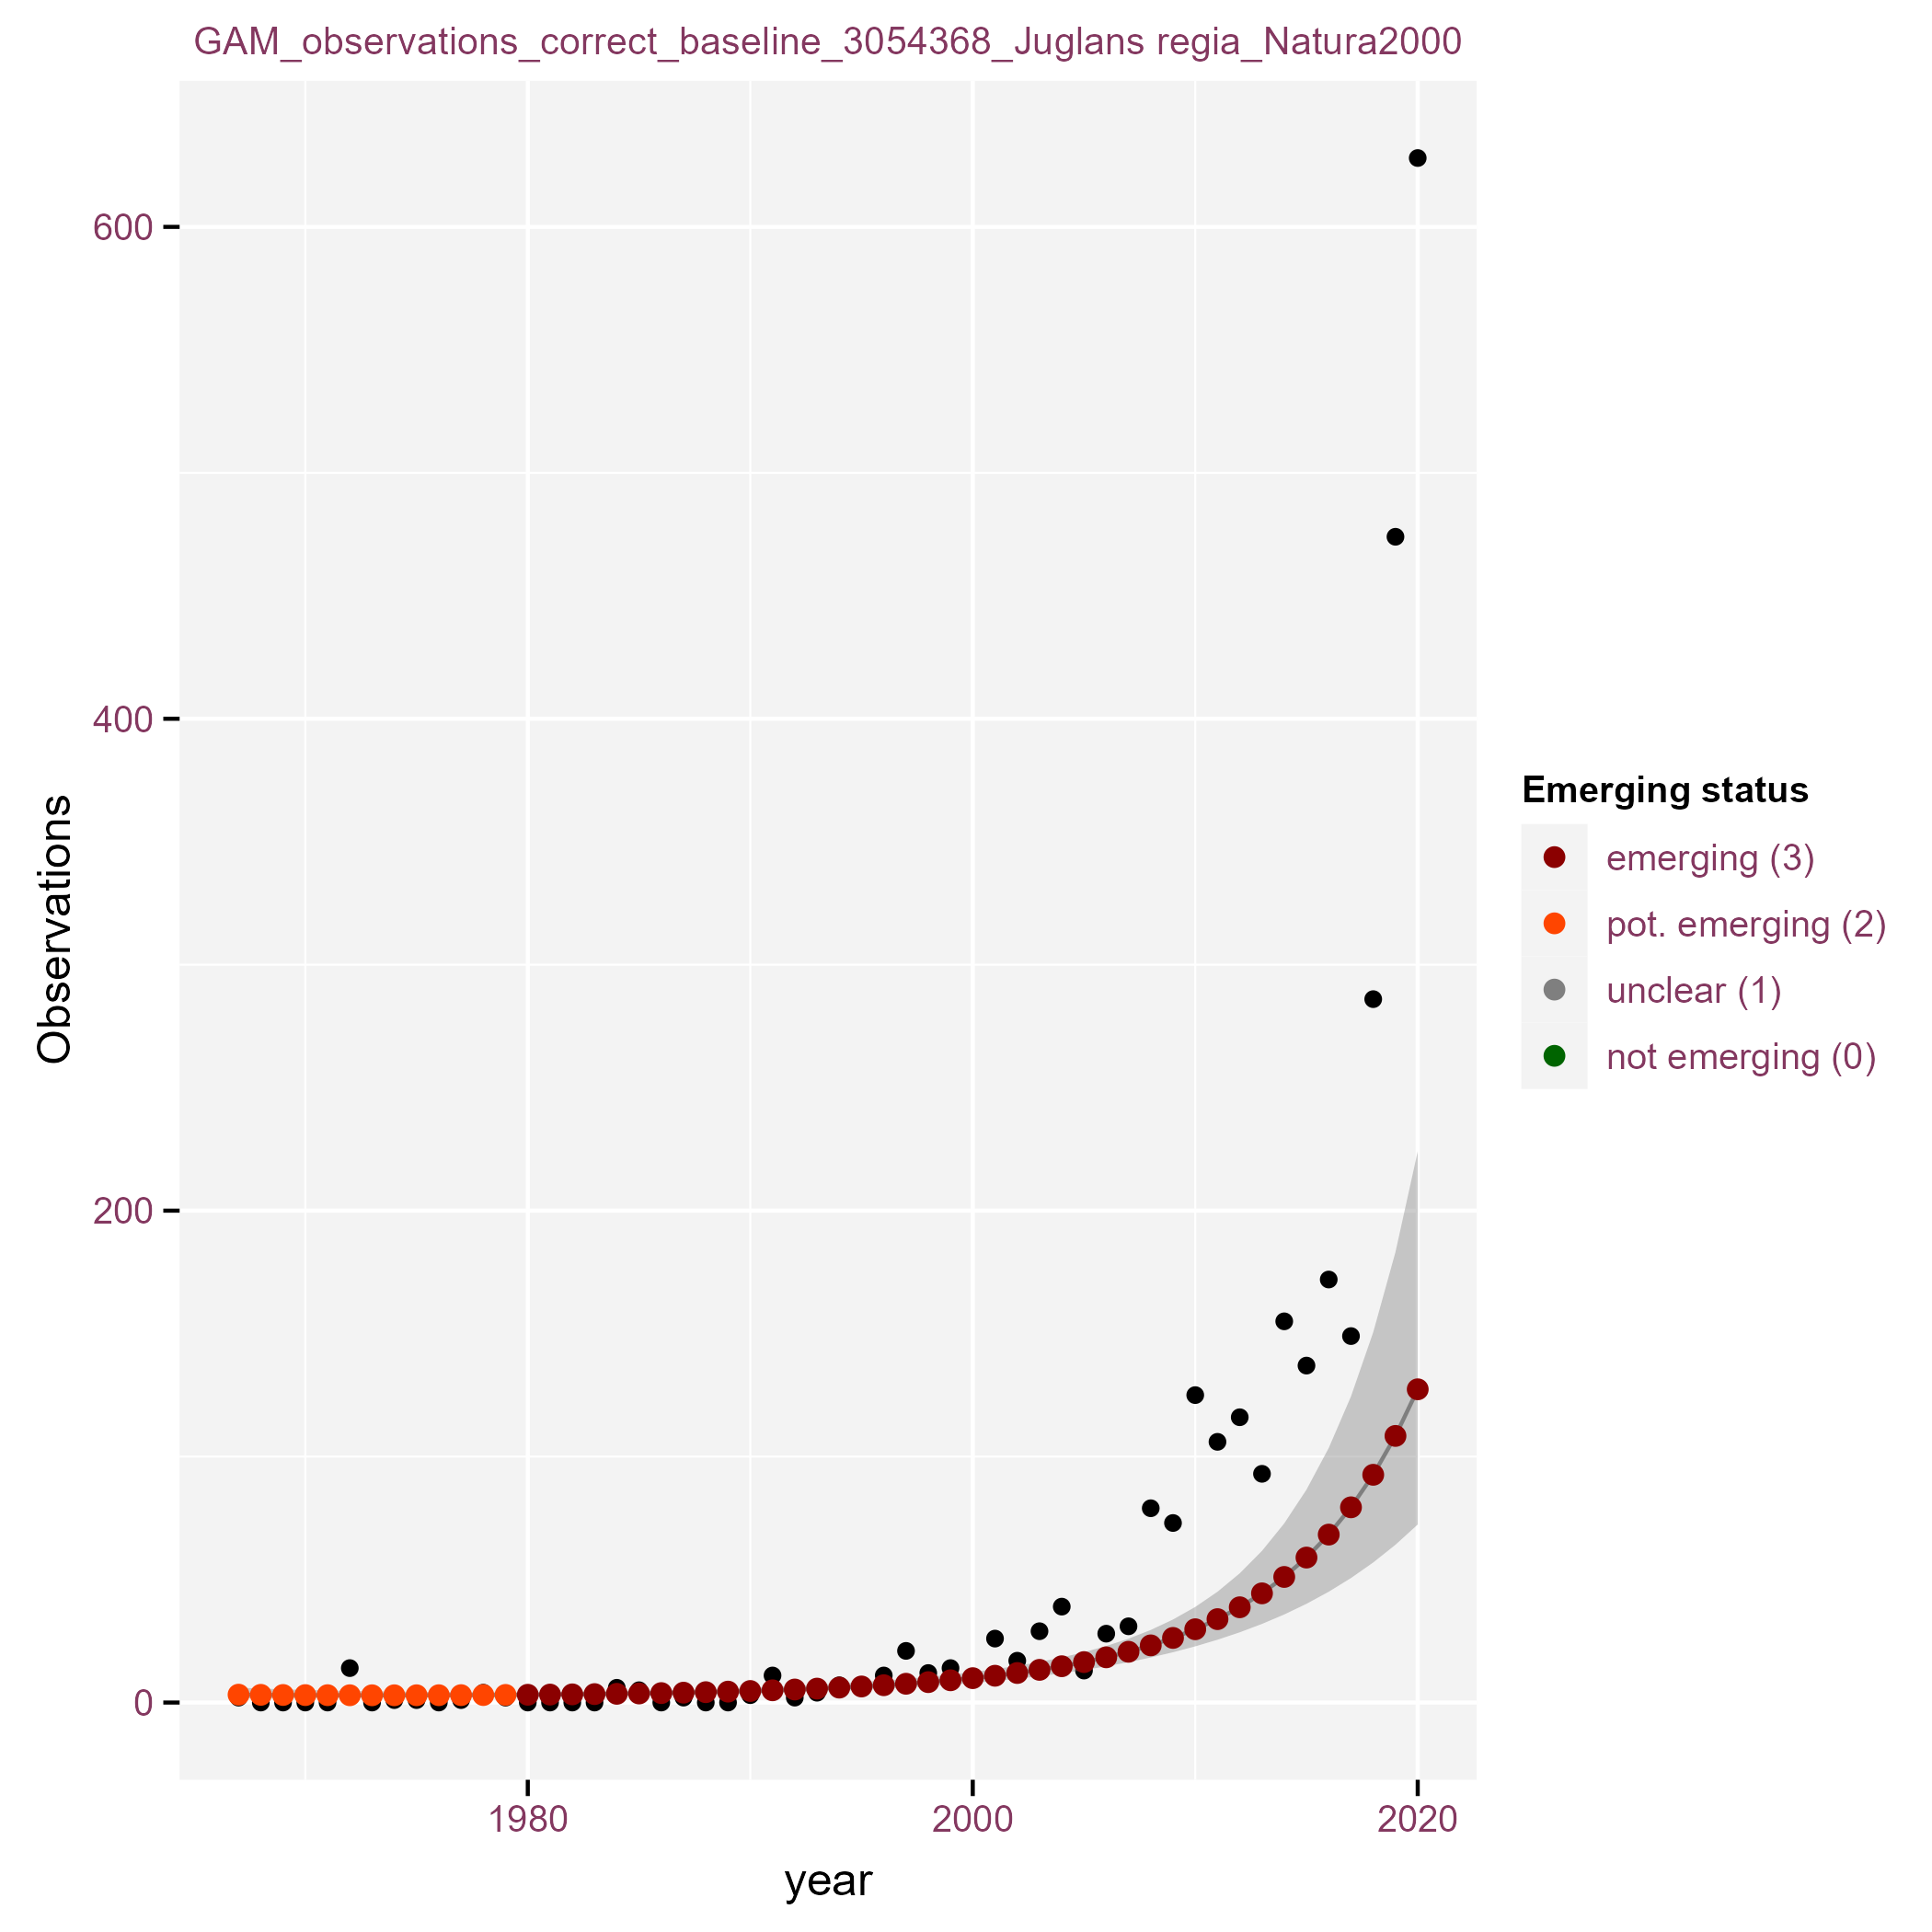 GAM_observations_correct_baseline_3054368_Juglans regia_Natura2000
600
400
200
0
Observations
1980
2000
2020
year
Emerging status
emerging (3)
pot. emerging (2)
unclear (1)
not emerging (0)